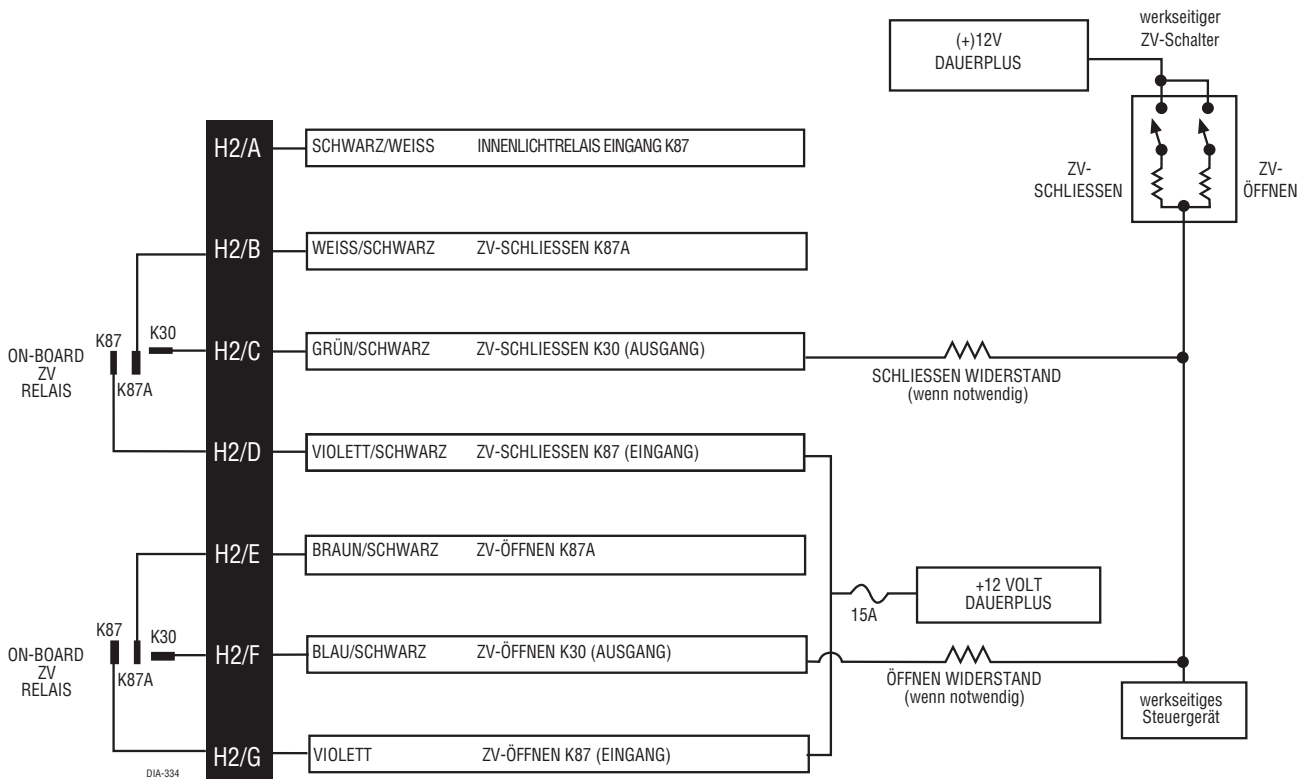 werkseitiger
ZV-Schalter
(+)12V
DAUERPLUS
H2/A SCHWARZ/WEISS INNENLICHTRELAIS EINGANG K87
ZV-
SCHLIESSEN
ZV-
ÖFFNEN
H2/B WEISS/SCHWARZ ZV-SCHLIESSEN K87A
K87 K30
ON-BOARD
ZV
RELAIS
K87A
H2/C GRÜN/SCHWARZ ZV-SCHLIESSEN K30 (AUSGANG)
SCHLIESSEN WIDERSTAND
(wenn notwendig)
H2/D VIOLETT/SCHWARZ ZV-SCHLIESSEN K87 (EINGANG)
H2/E BRAUN/SCHWARZ ZV-ÖFFNEN K87A
15A
+12 VOLT
DAUERPLUS
K87 K30
ON-BOARD
ZV
RELAIS
K87A
H2/F BLAU/SCHWARZ ZV-ÖFFNEN K30 (AUSGANG)
ÖFFNEN WIDERSTAND
(wenn notwendig)
werkseitiges
Steuergerät
H2/G VIOLETT ZV-ÖFFNEN K87 (EINGANG)
DIA-334